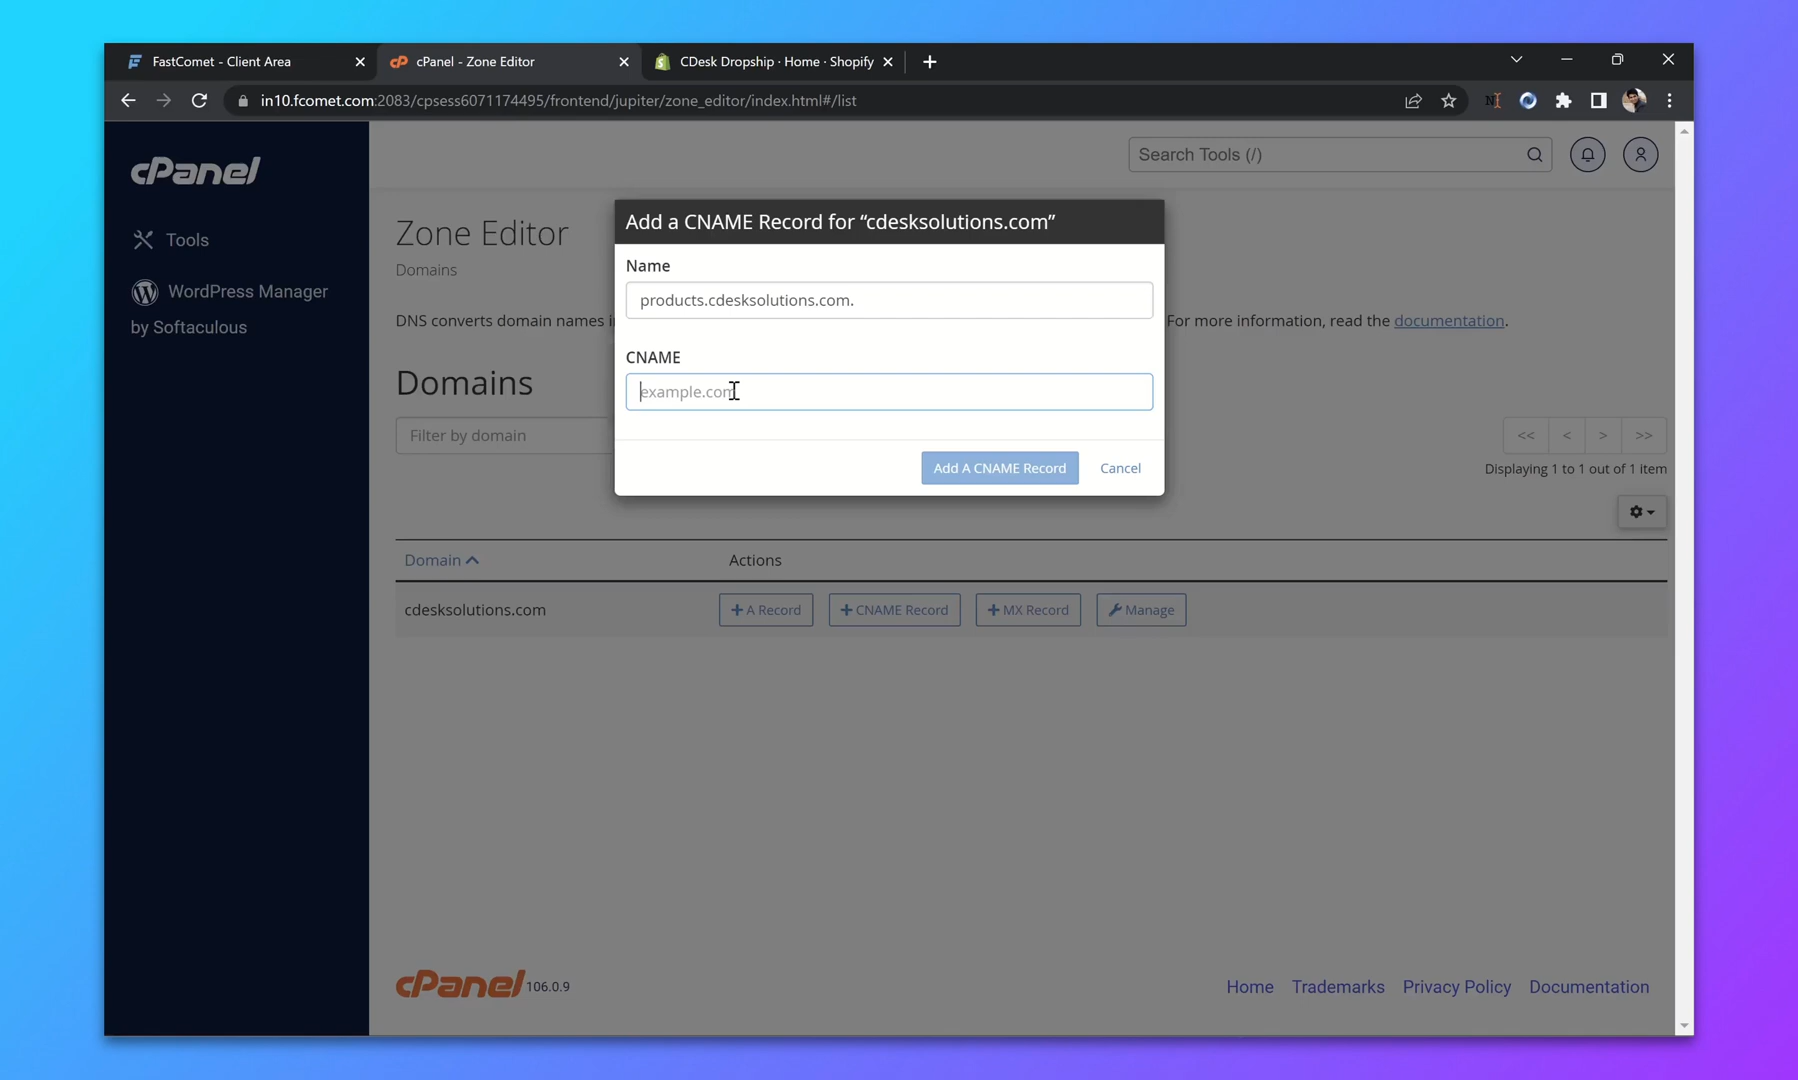 FastComet - Client Area
cPanel - Zone Editor
CDesk Dropship · Home · Shopify
in10.fcomet.com:2083/cpsess6071174495/frontend/jupiter/zone_editor/index.html#/list
cPanel
Search Tools (/)
Tools
WordPress Manager
by Softaculous
Zone Editor
Domains
DNS converts domain names i
For more information, read the documentation.
Add a CNAME Record for “cdesksolutions.com”
Name
products.cdesksolutions.com.
CNAME
example.com
Add A CNAME Record
Cancel
Domains
Filter by domain
<< < > >>
Displaying 1 to 1 out of 1 item
Domain
Actions
cdesksolutions.com
A Record
CNAME Record
MX Record
Manage
cPanel 106.0.9
Home
Trademarks
Privacy Policy
Documentation